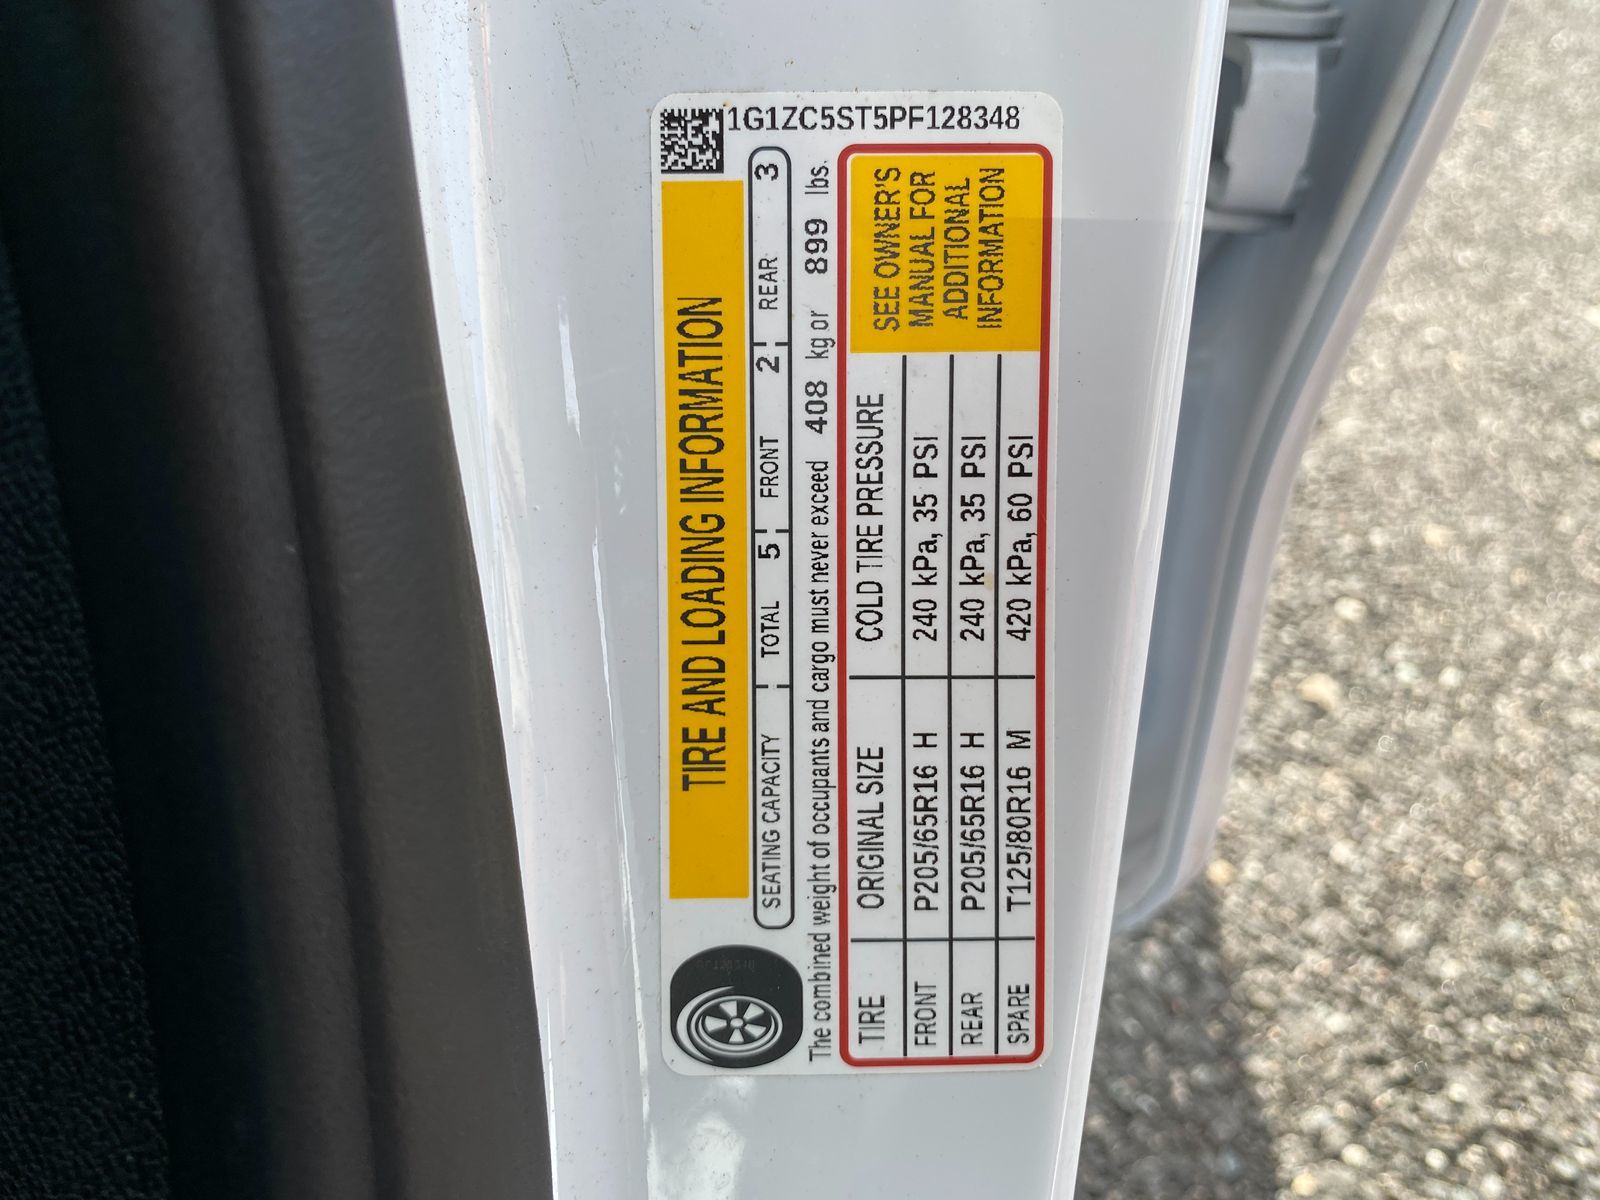 1G1ZC5ST5PF128348
TIRE AND LOADING INFORMATION
SEATING CAPACITY TOTAL 5 FRONT 2 REAR 3
The combined weight of occupants and cargo must never exceed 408 kg or 899 lbs.
TIRE ORIGINAL SIZE COLD TIRE PRESSURE
FRONT P205/65R16 H 240 kPa, 35 PSI
REAR P205/65R16 H 240 kPa, 35 PSI
SPARE T125/80R16 M 420 kPa, 60 PSI
SEE OWNER'S
MANUAL FOR
ADDITIONAL
INFORMATION